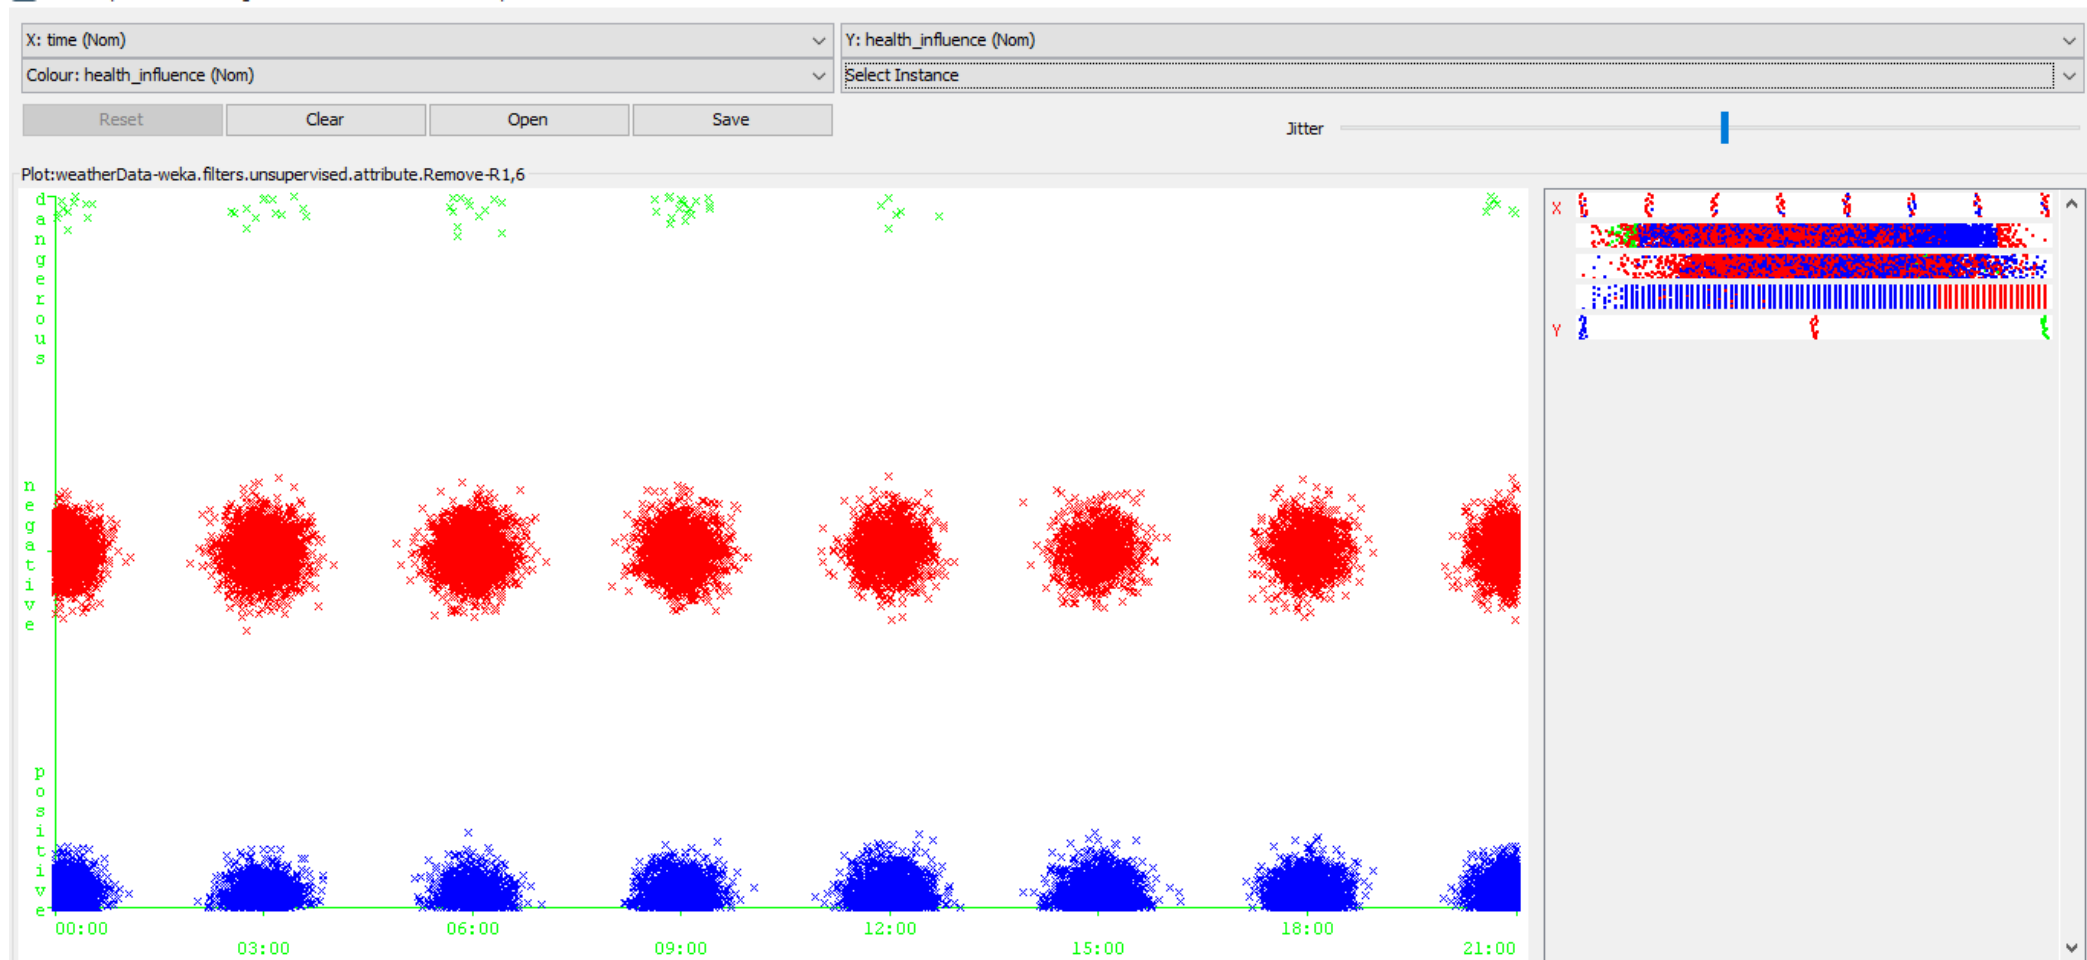 X: time (Nom)
Y: health_influence (Nom)
Colour: health_influence (Nom)
Select Instance
Reset
Clear
Open
Save
Jitter
Plot:weatherData-weka.filters.unsupervised.attribute.Remove-R1,6
dangerous
negative
positive
00:00
03:00
06:00
09:00
12:00
15:00
18:00
21:00
X
Y